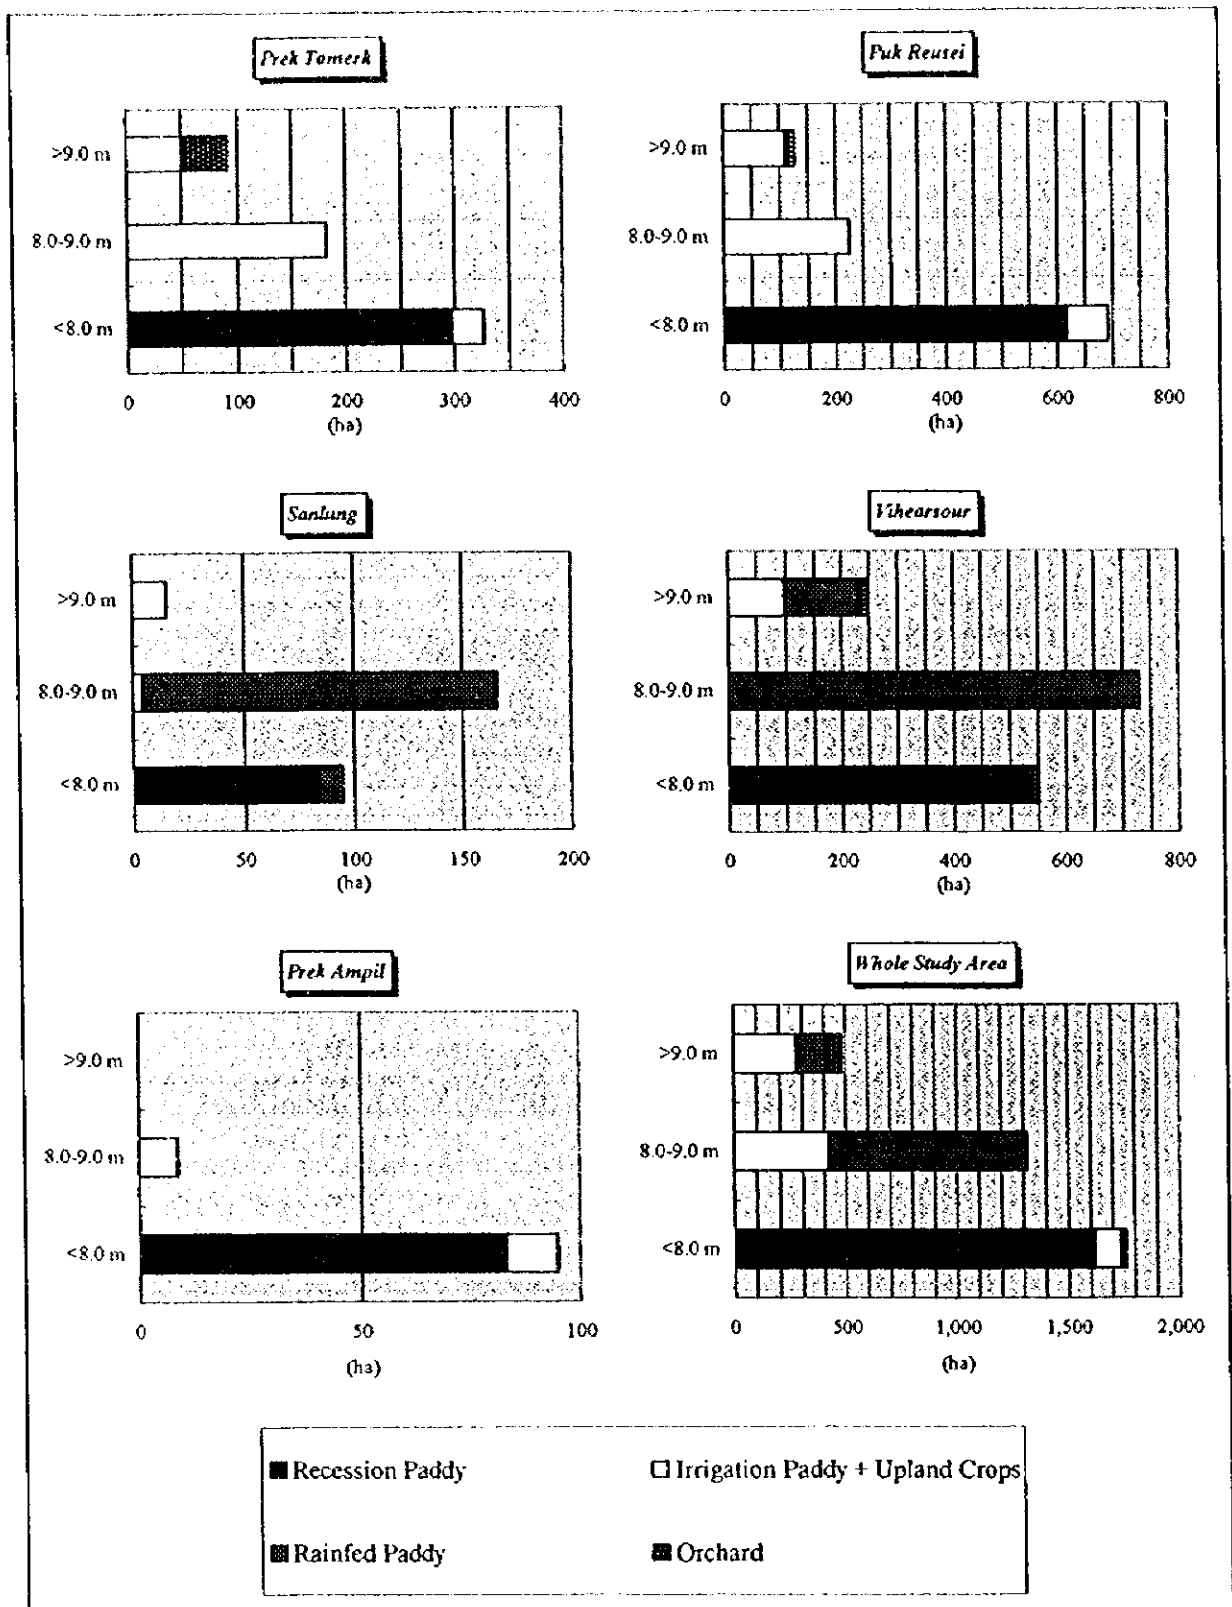 Prek Tamerk
>9.0 m
8.0-9.0 m
<8.0 m
0 100 200 300 400
(ha)
Puk Reusei
>9.0 m
8.0-9.0 m
<8.0 m
0 200 400 600 800
(ha)
Sanlung
>9.0 m
8.0-9.0 m
<8.0 m
0 50 100 150 200
(ha)
Vihearsour
>9.0 m
8.0-9.0 m
<8.0 m
0 200 400 600 800
(ha)
Prek Ampil
>9.0 m
8.0-9.0 m
<8.0 m
0 50 100
(ha)
Whole Study Area
>9.0 m
8.0-9.0 m
<8.0 m
0 500 1,000 1,500 2,000
(ha)
Recession Paddy
Irrigation Paddy + Upland Crops
Rainfed Paddy
Orchard